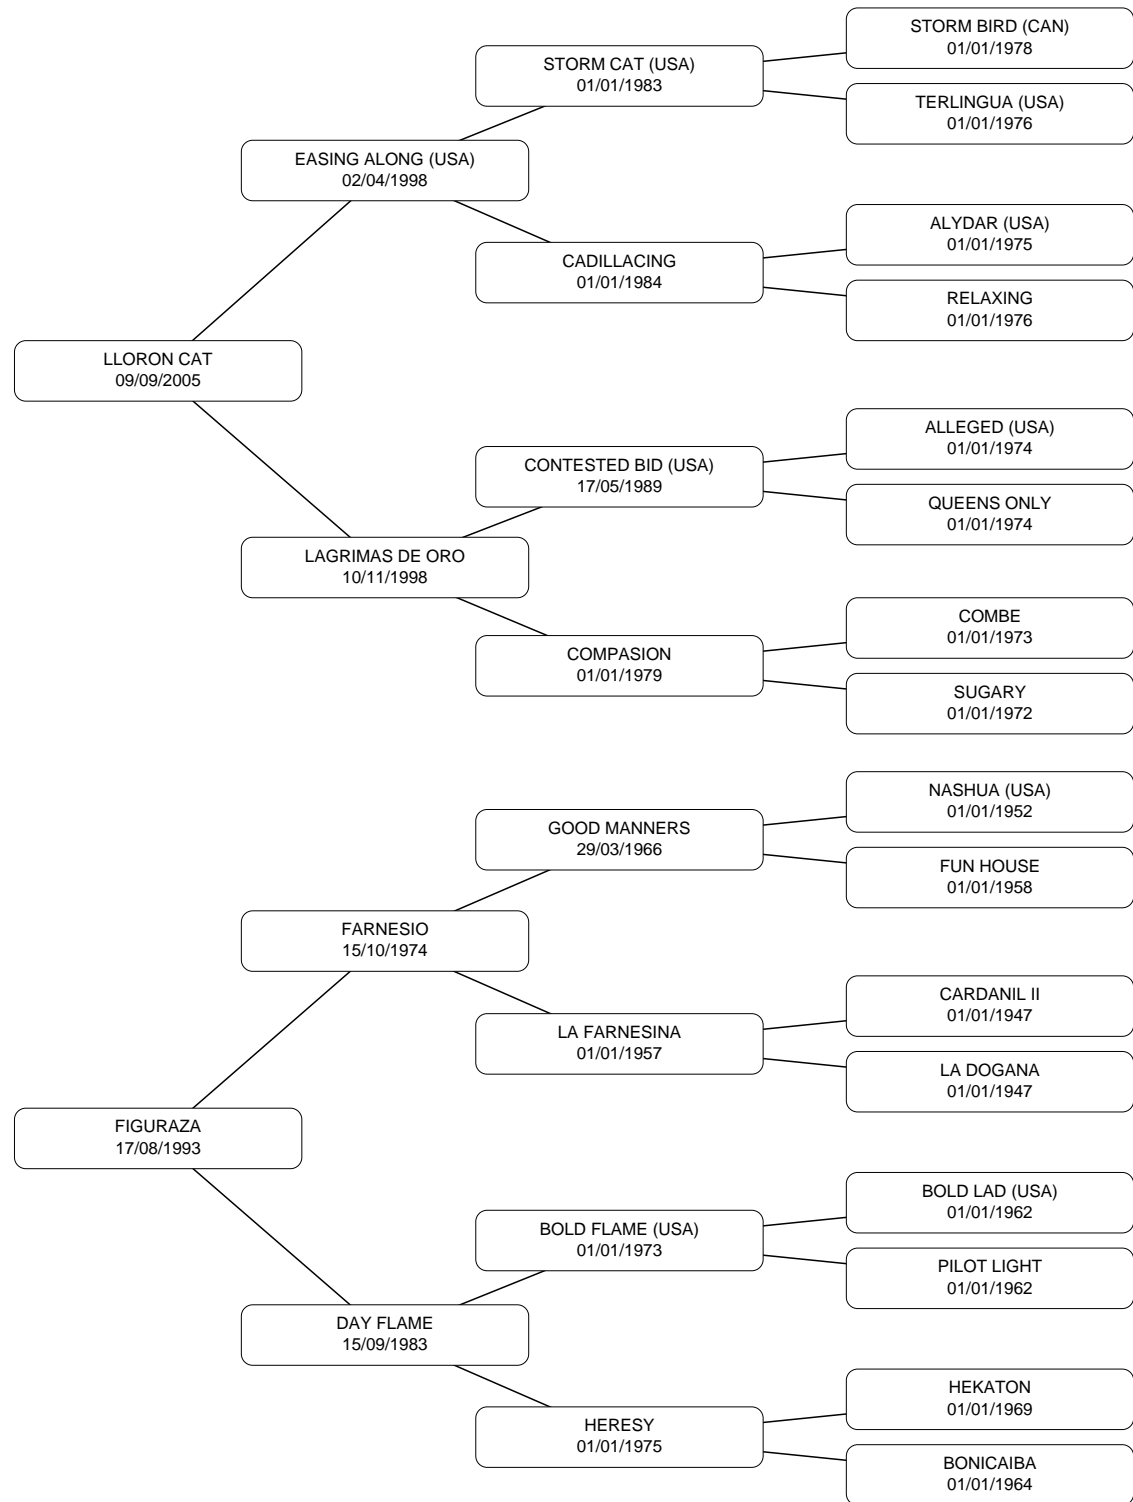 STORM BIRD (CAN)
01/01/1978
STORM CAT (USA)
01/01/1983
TERLINGUA (USA)
01/01/1976
EASING ALONG (USA)
02/04/1998
ALYDAR (USA)
01/01/1975
CADILLACING
01/01/1984
RELAXING
01/01/1976
LLORON CAT
09/09/2005
ALLEGED (USA)
01/01/1974
CONTESTED BID (USA)
17/05/1989
QUEENS ONLY
01/01/1974
LAGRIMAS DE ORO
10/11/1998
COMBE
01/01/1973
COMPASION
01/01/1979
SUGARY
01/01/1972
NASHUA (USA)
01/01/1952
GOOD MANNERS
29/03/1966
FUN HOUSE
01/01/1958
FARNESIO
15/10/1974
CARDANIL II
01/01/1947
LA FARNESINA
01/01/1957
LA DOGANA
01/01/1947
FIGURAZA
17/08/1993
BOLD LAD (USA)
01/01/1962
BOLD FLAME (USA)
01/01/1973
PILOT LIGHT
01/01/1962
DAY FLAME
15/09/1983
HEKATON
01/01/1969
HERESY
01/01/1975
BONICAIBA
01/01/1964